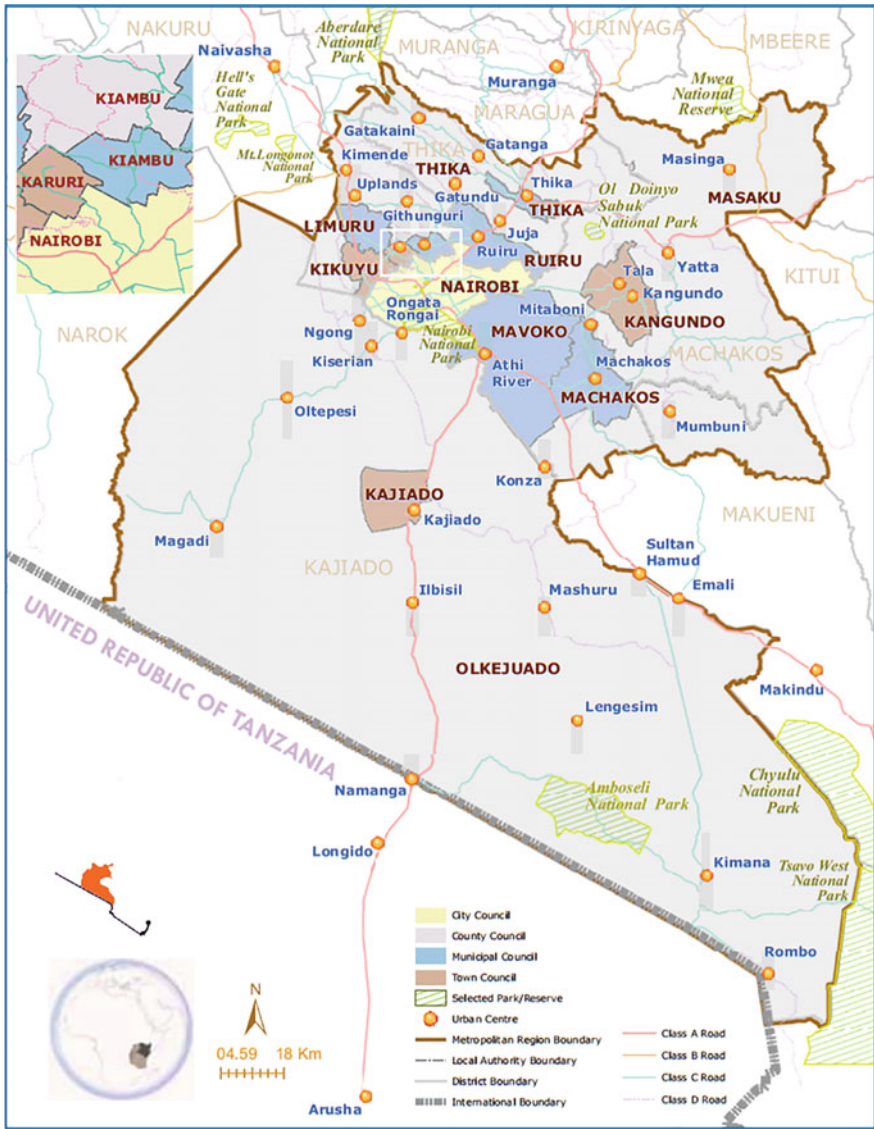 NAKURU
Naivasha
Aberdare
National
Park
MURANGA
KIRINYAGA
MBEERE
Hell's
Gate
National
Park
Muranga
Mwea
National
Reserve
MARAGUA
KIAMBU
KIAMBU
KARURI
NAIROBI
Gatakaini
THIKA
Gatanga
Mt.Longonot
National
Park
Kimende
THIKA
Masinga
Uplands
Gatundu
Thika
Ol Doinyo
Sabuk
National Park
MASAKU
Githunguri
THIKA
LIMURU
Juja
Ruiru
RUIRU
Yatta
KITUI
KIKUYU
NAIROBI
Tala
Kangundo
NAROK
Ongata
Rongai
Mitaboni
KANGUNDO
Ngong
Nairobi
National
Park
MAVOKO
MACHAKOS
Kiserian
Athi
River
Machakos
MACHAKOS
Oltepesi
Mumbuni
Konza
KAJIADO
Kajiado
MAKUENI
Magadi
KAJIADO
Sultan
Hamud
Emali
Ilbisil
Mashuru
UNITED REPUBLIC OF TANZANIA
OLKEJUADO
Makindu
Lengesim
Namanga
Amboseli
National Park
Chyulu
National
Park
Longido
Kimana
Tsavo West
National
Park
Rombo
City Council
County Council
Municipal Council
Town Council
Selected Park/Reserve
Urban Centre
Metropolitan Region Boundary
Local Authority Boundary
District Boundary
International Boundary
Class A Road
Class B Road
Class C Road
Class D Road
N
04.59 18 Km
Arusha